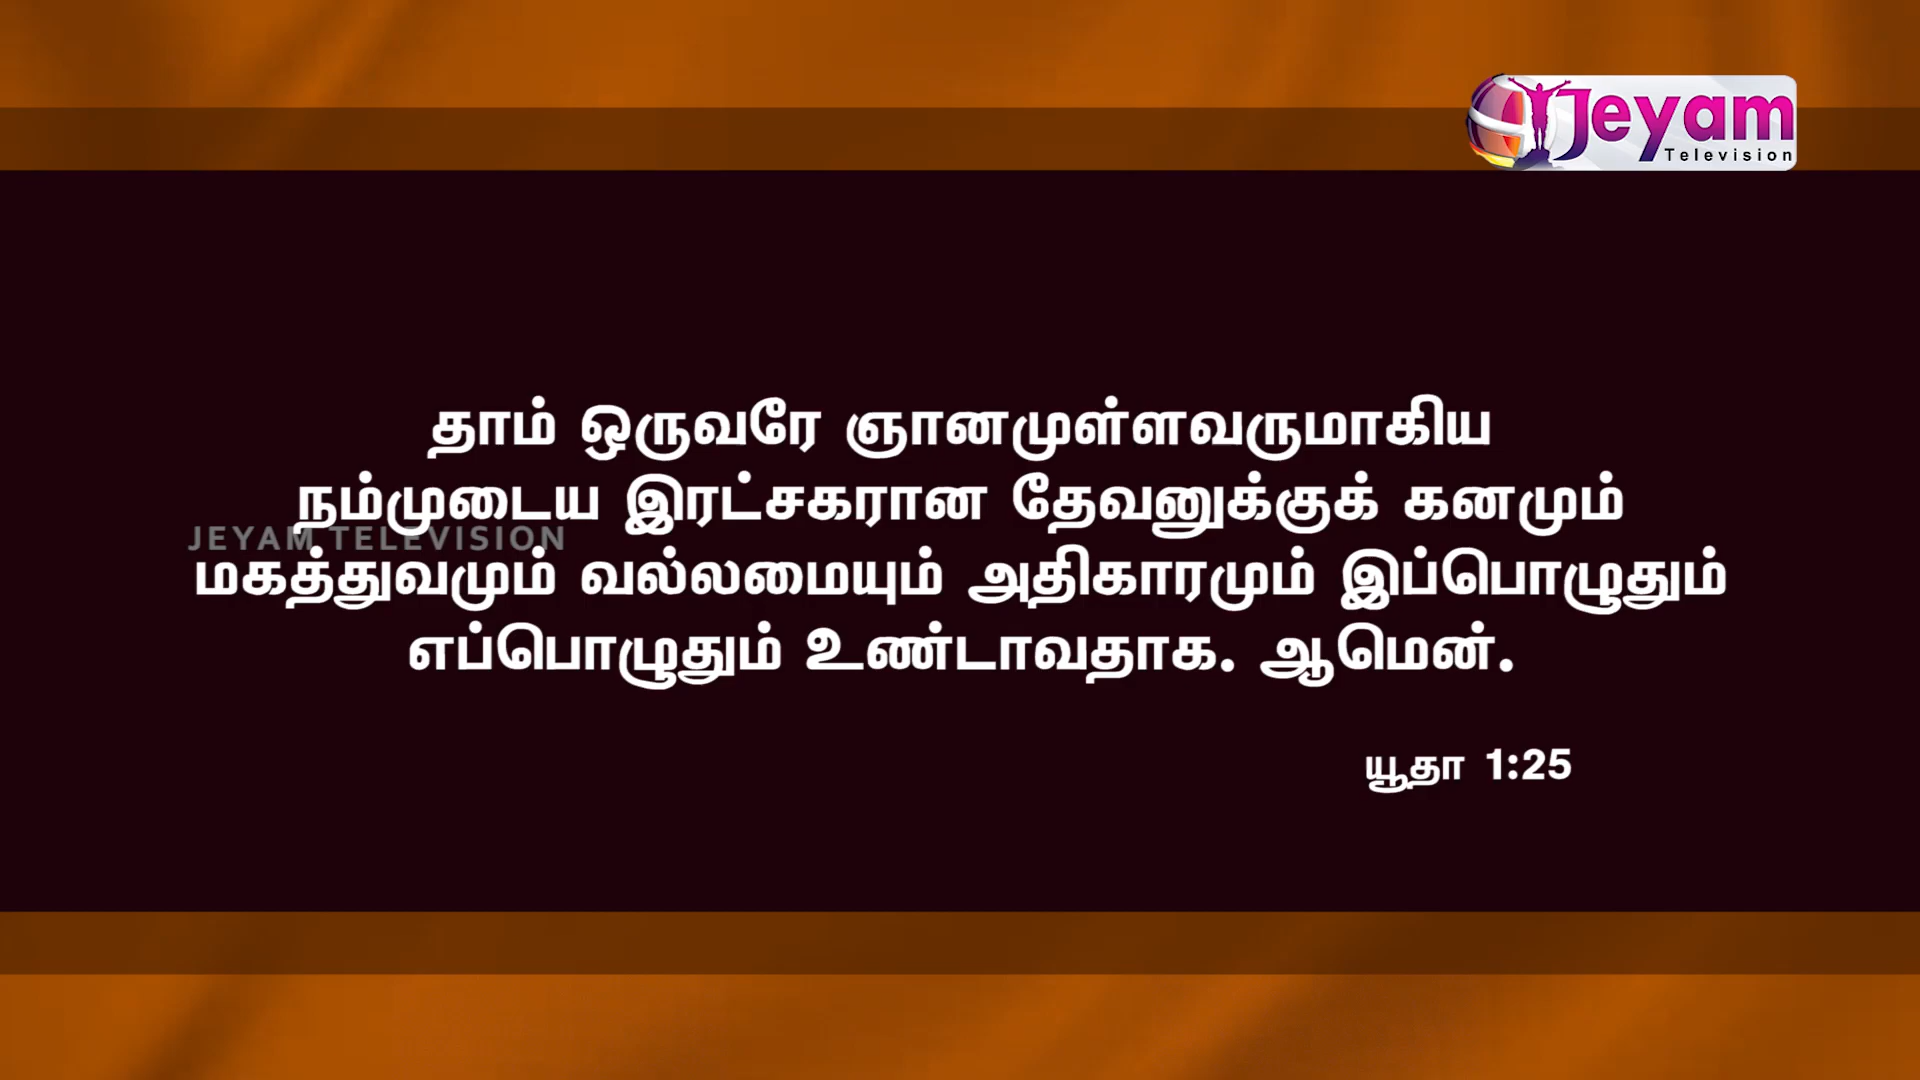 Jeyam
Television
தாம் ஒருவரே ஞானமுள்ளவருமாகிய
நம்முடைய இரட்சகரான தேவனுக்குக் கனமும்
JEYAM TELEVISION
மகத்துவமும் வல்லமையும் அதிகாரமும் இப்பொழுதும்
எப்பொழுதும் உண்டாவதாக. ஆமென்.
யூதா 1:25